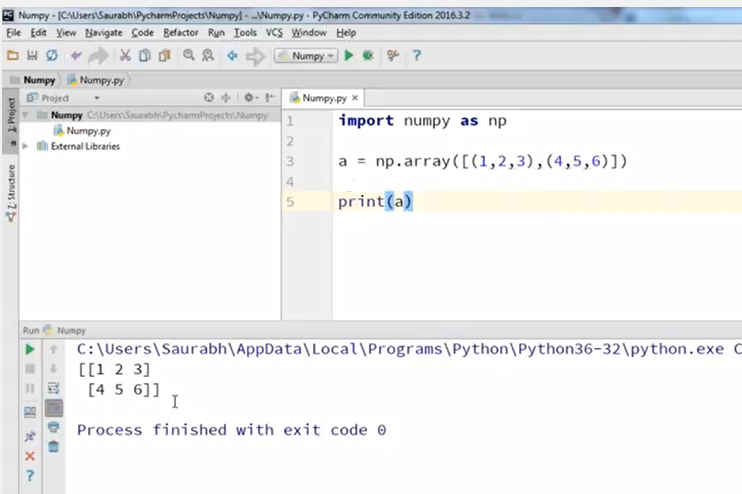 Numpy - [C:\Users\Saurabh\PycharmProjects\Numpy] - ...\Numpy.py - PyCharm Community Edition 2016.3.2
File Edit View Navigate Code Refactor Run Tools VCS Window Help
Numpy
Numpy Numpy.py
1: Project
Z: Structure
Project
Numpy C:\Users\Saurabh\PycharmProjects\Numpy
Numpy.py
External Libraries
Numpy.py
1 import numpy as np
2
3 a = np.array([(1,2,3),(4,5,6)])
4
5 print(a)
Run Numpy
C:\Users\Saurabh\AppData\Local\Programs\Python\Python36-32\python.exe C
[[1 2 3]
[4 5 6]]
Process finished with exit code 0